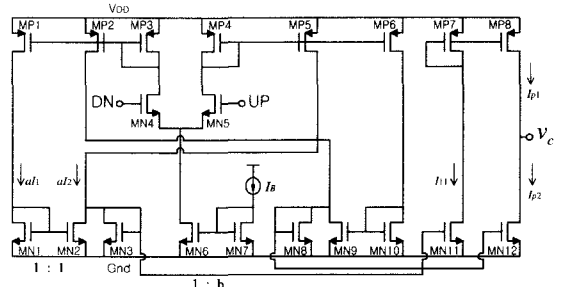 VDD
MP1 MP2 MP3 MP4 MP5 MP6 MP7 MP8
DN UP
MN4 MN5
Ip1
Vc
aI1 aI2 IB I11 Ip2
MN1 MN2 MN3 MN6 MN7 MN8 MN9 MN10 MN11 MN12
1 : 1 Gnd
1 : b